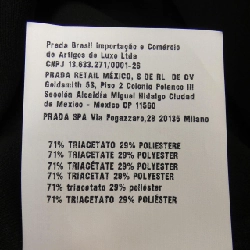 Prada Brasil Importação e Comércio
de Artigos de Luxo Ltda
CNPJ 13.633.271/0001-26
PRADA RETAIL MÉXICO, S DE RL DE CV
Goldsmith 53, Piso 2 Colonia Polanco III
Sección Alcaldía Miguel Hidalgo Ciudad
de Mexico - Mexico CP 11560
PRADA SPA Via Fogazzaro,28 20135 Milano
71% TRIACETATO 29% POLIESTERE
71% TRIACETATE 29% POLYESTER
71% TRIACÉTATE 29% POLYESTER
71% TRIACETAT 29% POLYESTER
71% triacetato 29% poliéster
71% TRIACETATO 29% POLIÉSTER